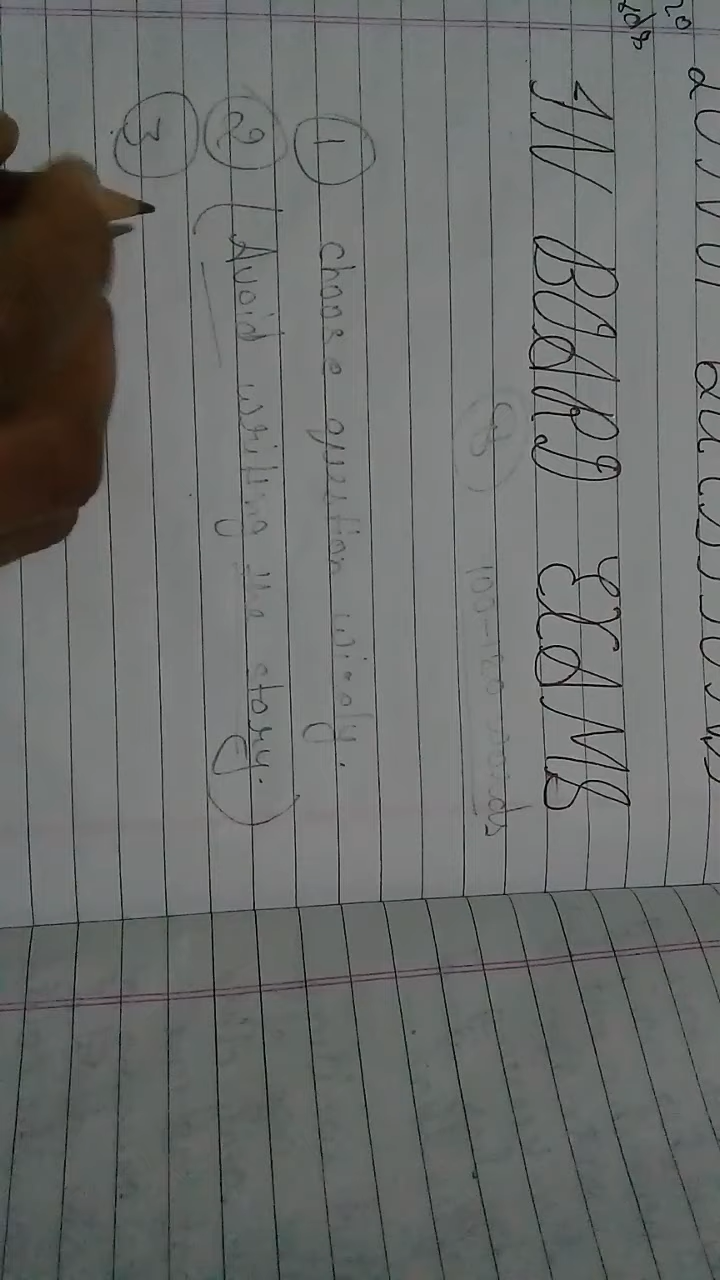 IN BOARD EXAMS
100-120 words
1 choose question wisely.
2 (Avoid writing the story.)
3